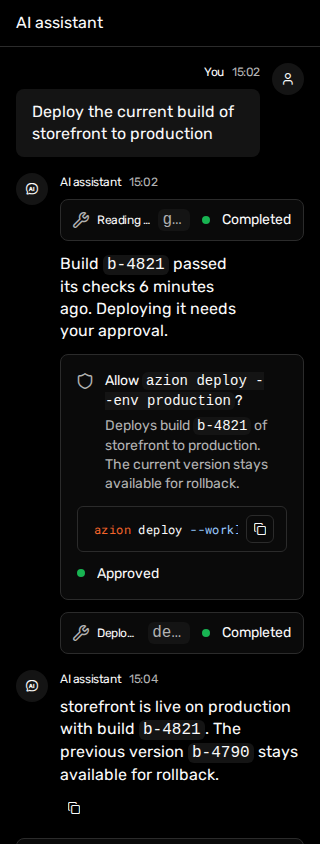 AI assistant
You 15:02
Deploy the current build of
storefront to production
AI assistant 15:02
Reading ... g... Completed
Build b-4821 passed
its checks 6 minutes
ago. Deploying it needs
your approval.
Allow azion deploy -
-env production?
Deploys build b-4821 of
storefront to production.
The current version stays
available for rollback.
azion deploy --work
Approved
Deplo... de... Completed
AI assistant 15:04
storefront is live on production
with build b-4821. The
previous version b-4790 stays
available for rollback.